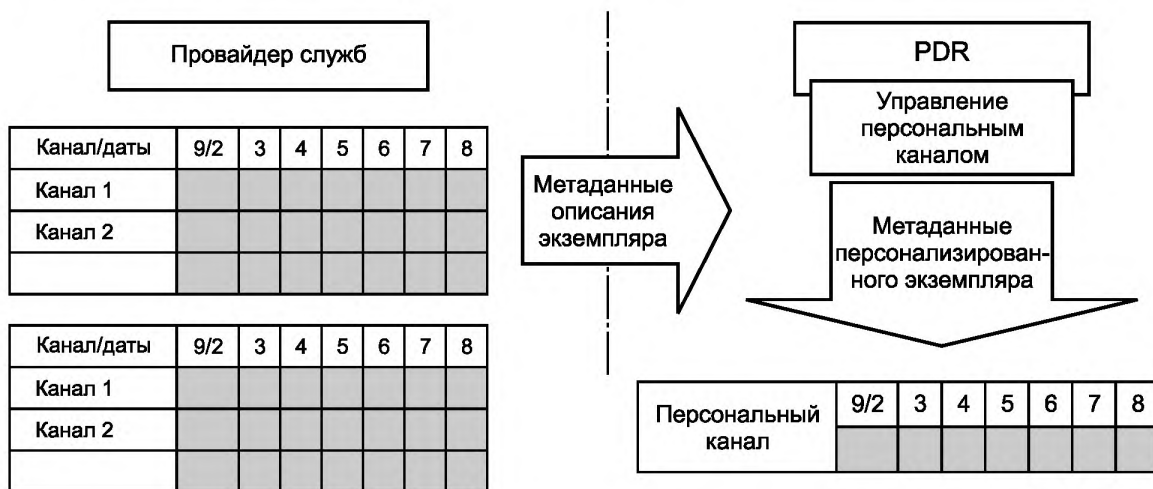 Провайдер служб
Канал/даты 9/2 3 4 5 6 7 8
Канал 1
Канал 2
Канал/даты 9/2 3 4 5 6 7 8
Канал 1
Канал 2
Метаданные
описания
экземпляра
PDR
Управление
персональным
каналом
Метаданные
персонализирован-
ного экземпляра
Персональный
канал
9/2 3 4 5 6 7 8